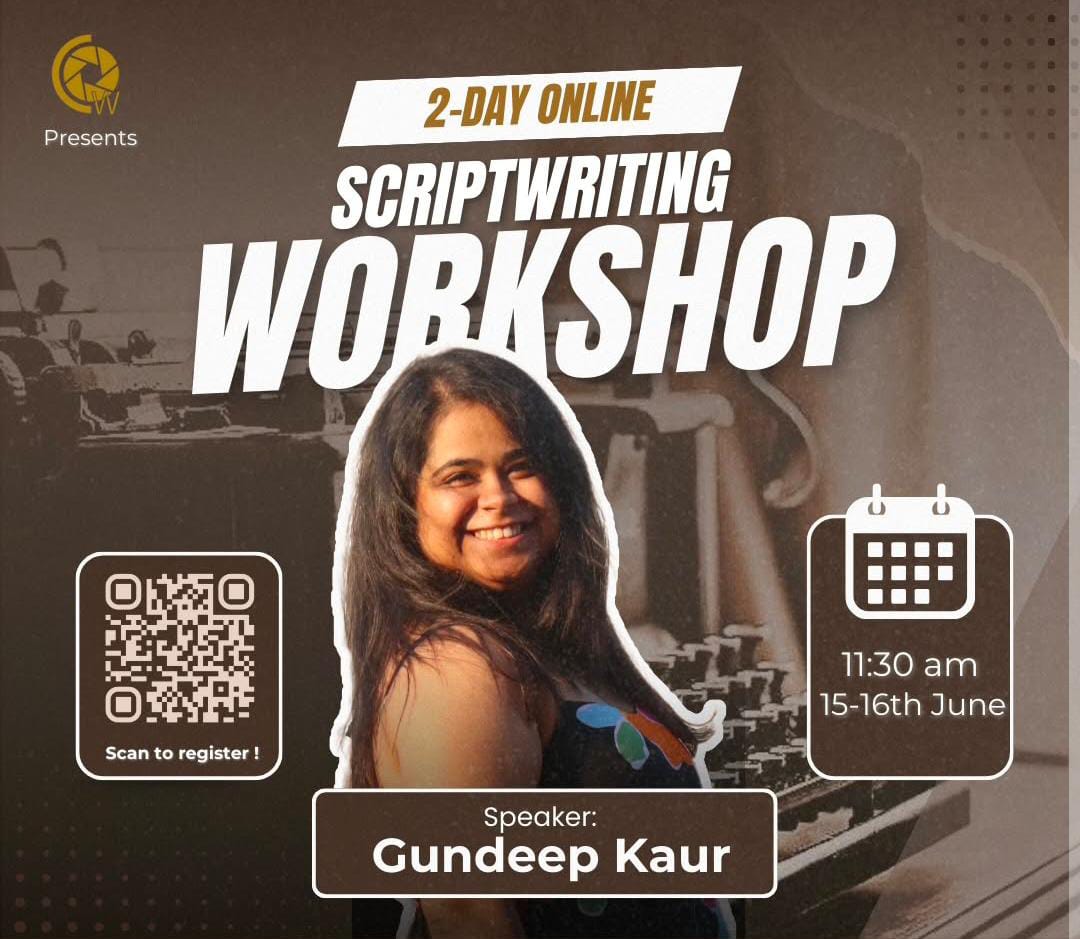 W
Presents
2-DAY ONLINE
SCRIPTWRITING
WORKSHOP
Scan to register !
11:30 am
15-16th June
Speaker:
Gundeep Kaur